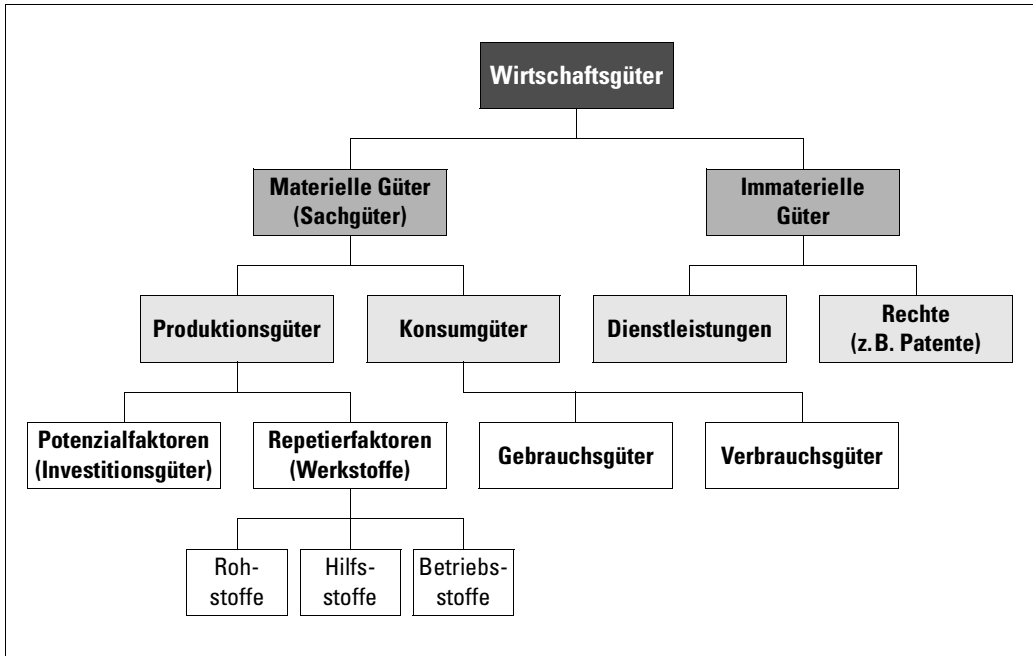 Wirtschaftsgüter
Materielle Güter
(Sachgüter)
Immaterielle
Güter
Produktionsgüter
Konsumgüter
Dienstleistungen
Rechte
(z.B. Patente)
Potenzialfaktoren
(Investitionsgüter)
Repetierfaktoren
(Werkstoffe)
Gebrauchsgüter
Verbrauchsgüter
Roh-
stoffe
Hilfs-
stoffe
Betriebs-
stoffe